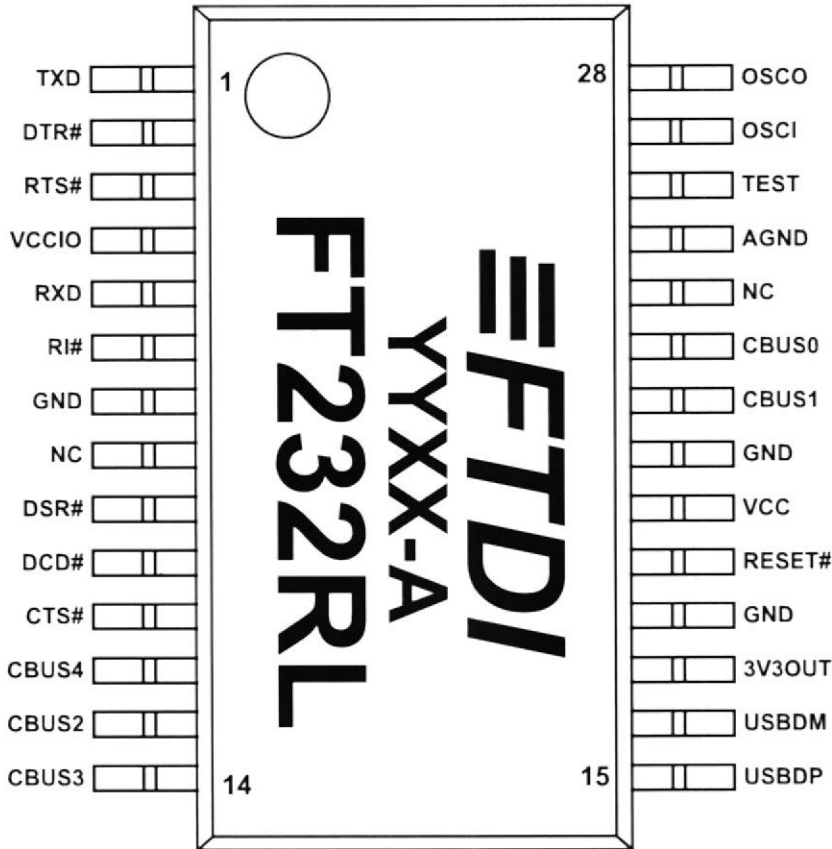 TXD
DTR#
RTS#
VCCIO
RXD
RI#
GND
NC
DSR#
DCD#
CTS#
CBUS4
CBUS2
CBUS3
1
14
FTDI
YYXX-A
FT232RL
28
15
OSCO
OSCI
TEST
AGND
NC
CBUS0
CBUS1
GND
VCC
RESET#
GND
3V3OUT
USBDM
USBDP